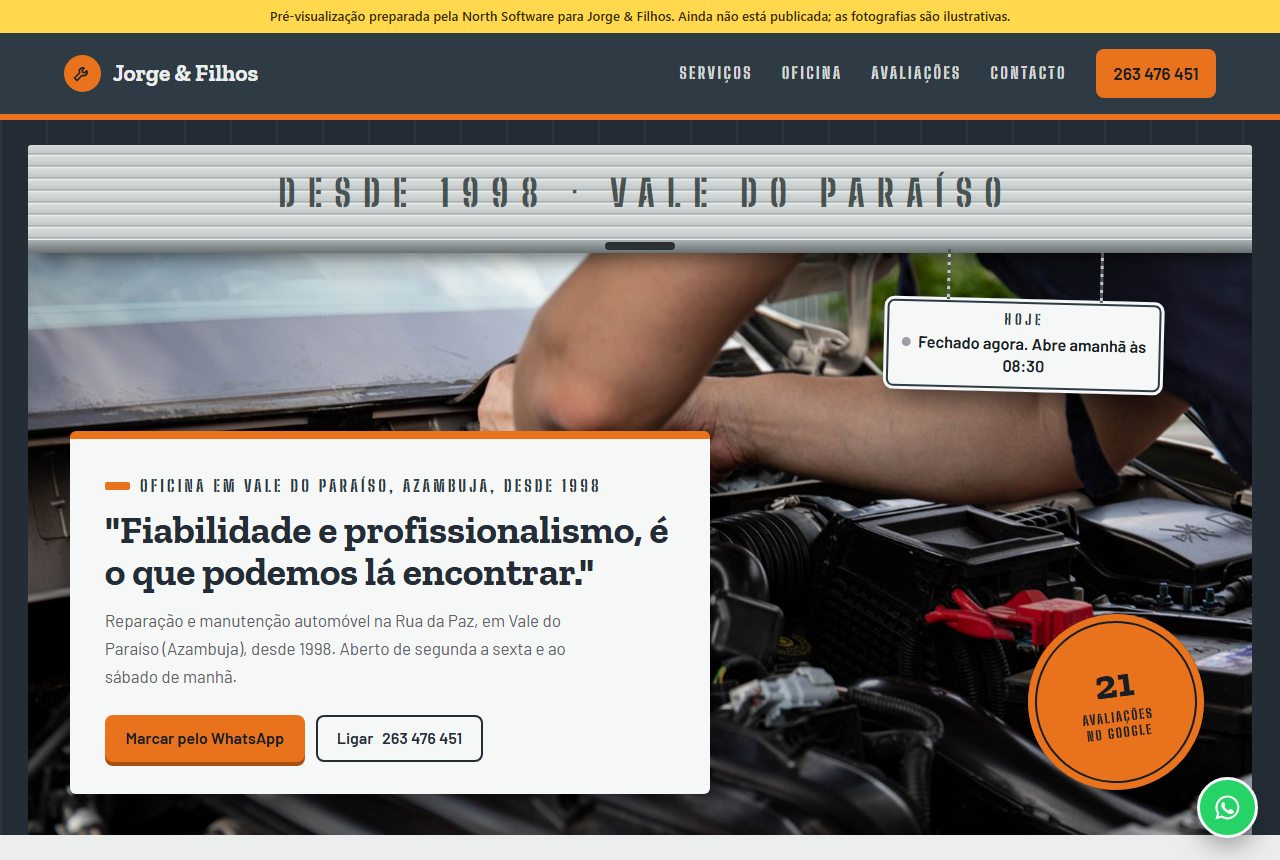 Pré-visualização preparada pela North Software para Jorge & Filhos. Ainda não está publicada; as fotografias são ilustrativas.
Jorge & Filhos
SERVIÇOS
OFICINA
AVALIAÇÕES
CONTACTO
263 476 451
DESDE 1998 · VALE DO PARAÍSO
HOJE
Fechado agora. Abre amanhã às
08:30
OFICINA EM VALE DO PARAÍSO, AZAMBUJA, DESDE 1998
"Fiabilidade e profissionalismo, é
o que podemos lá encontrar."
Reparação e manutenção automóvel na Rua da Paz, em Vale do
Paraíso (Azambuja), desde 1998. Aberto de segunda a sexta e ao
sábado de manhã.
Marcar pelo WhatsApp
Ligar 263 476 451
21
AVALIAÇÕES
NO GOOGLE